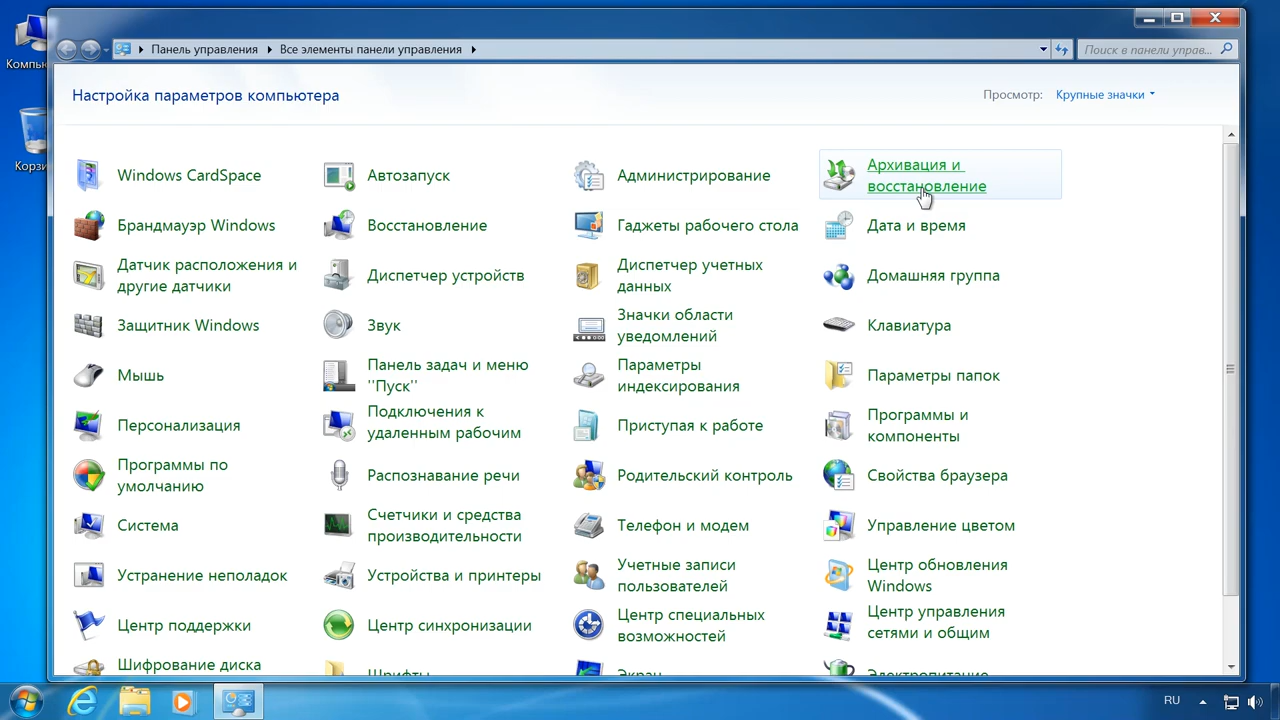 Компью
Корзи
Панель управления
Все элементы панели управления
Поиск в панели управ...
Настройка параметров компьютера
Просмотр: Крупные значки
Windows CardSpace
Автозапуск
Администрирование
Архивация и
восстановление
Брандмауэр Windows
Восстановление
Гаджеты рабочего стола
Дата и время
Датчик расположения и
другие датчики
Диспетчер устройств
Диспетчер учетных
данных
Домашняя группа
Защитник Windows
Звук
Значки области
уведомлений
Клавиатура
Мышь
Панель задач и меню
''Пуск''
Параметры
индексирования
Параметры папок
Персонализация
Подключения к
удаленным рабочим
Приступая к работе
Программы и
компоненты
Программы по
умолчанию
Распознавание речи
Родительский контроль
Свойства браузера
Система
Счетчики и средства
производительности
Телефон и модем
Управление цветом
Устранение неполадок
Устройства и принтеры
Учетные записи
пользователей
Центр обновления
Windows
Центр поддержки
Центр синхронизации
Центр специальных
возможностей
Центр управления
сетями и общим
Шифрование диска
Шрифты
Экран
Электропитание
RU